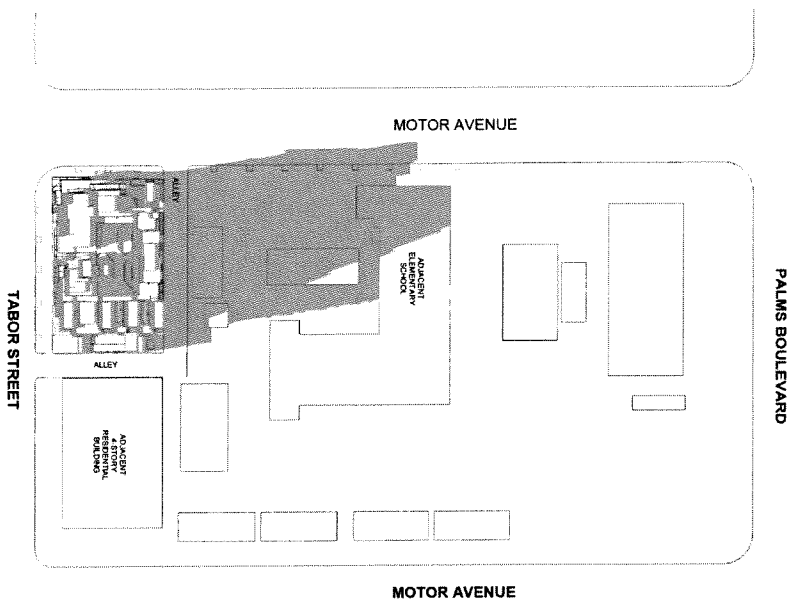 MOTOR AVENUE
ALLEY
ADJACENT
ELEMENTARY
SCHOOL
PALMS BOULEVARD
TABOR STREET
ALLEY
ADJACENT
4-STORY
RESIDENTIAL
BUILDING
MOTOR AVENUE